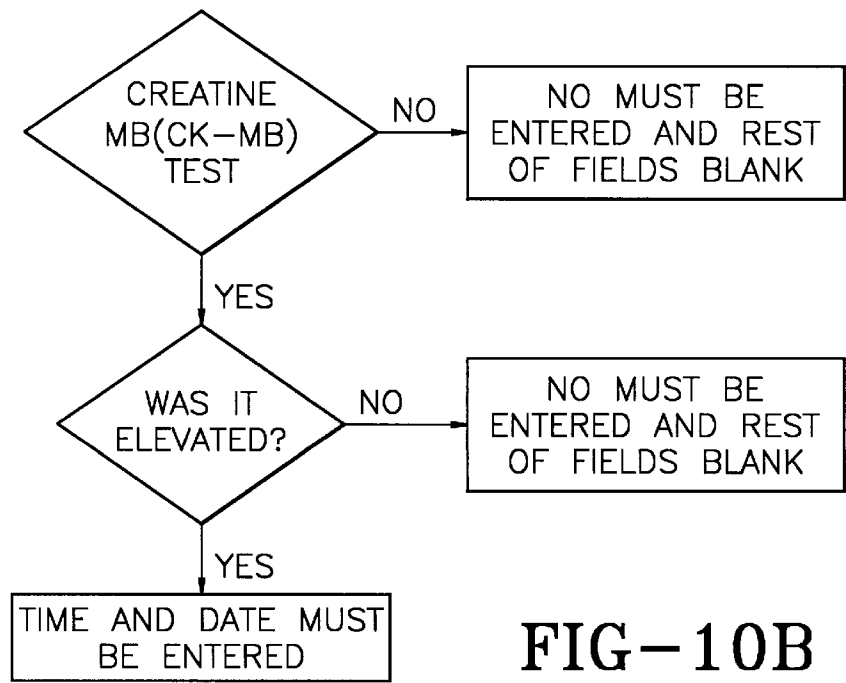 CREATINE
MB(CK-MB)
TEST
NO
NO MUST BE
ENTERED AND REST
OF FIELDS BLANK
YES
WAS IT
ELEVATED?
NO
NO MUST BE
ENTERED AND REST
OF FIELDS BLANK
YES
TIME AND DATE MUST
BE ENTERED
FIG-10B